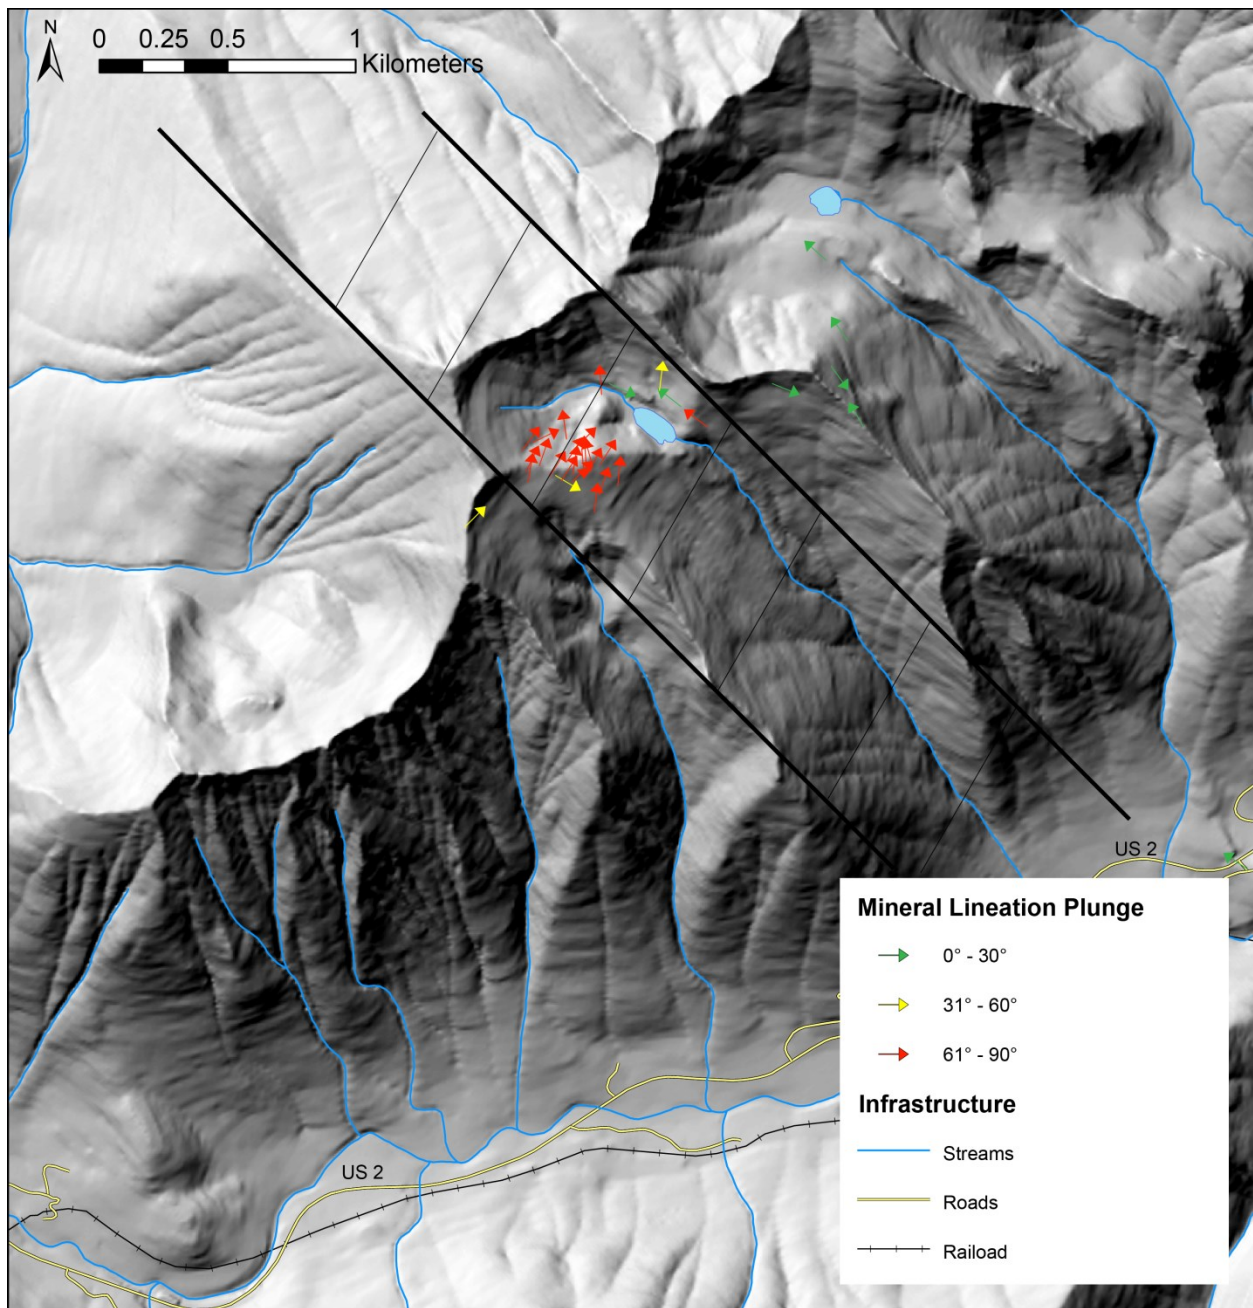 N
0 0.25 0.5 1
Kilometers
US 2
Mineral Lineation Plunge
0° - 30°
31° - 60°
61° - 90°
Infrastructure
Streams
Roads
Raiload
US 2